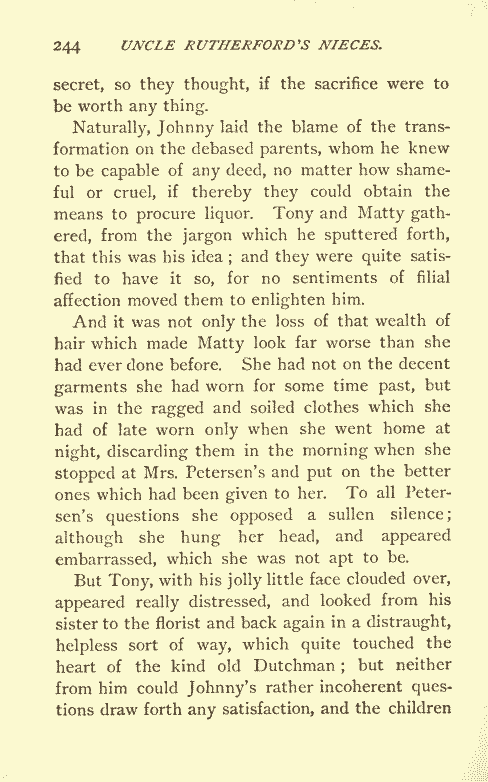 244 UNCLE RUTHERFORD'S NIECES.
secret, so they thought, if the sacrifice were to
be worth any thing.
Naturally, Johnny laid the blame of the trans-
formation on the debased parents, whom he knew
to be capable of any deed, no matter how shame-
ful or cruel, if thereby they could obtain the
means to procure liquor. Tony and Matty gath-
ered, from the jargon which he sputtered forth,
that this was his idea ; and they were quite satis-
fied to have it so, for no sentiments of filial
affection moved them to enlighten him.
And it was not only the loss of that wealth of
hair which made Matty look far worse than she
had ever done before. She had not on the decent
garments she had worn for some time past, but
was in the ragged and soiled clothes which she
had of late worn only when she went home at
night, discarding them in the morning when she
stopped at Mrs. Petersen's and put on the better
ones which had been given to her. To all Peter-
sen's questions she opposed a sullen silence;
although she hung her head, and appeared
embarrassed, which she was not apt to be.
But Tony, with his jolly little face clouded over,
appeared really distressed, and looked from his
sister to the florist and back again in a distraught,
helpless sort of way, which quite touched the
heart of the kind old Dutchman ; but neither
from him could Johnny's rather incoherent ques-
tions draw forth any satisfaction, and the children